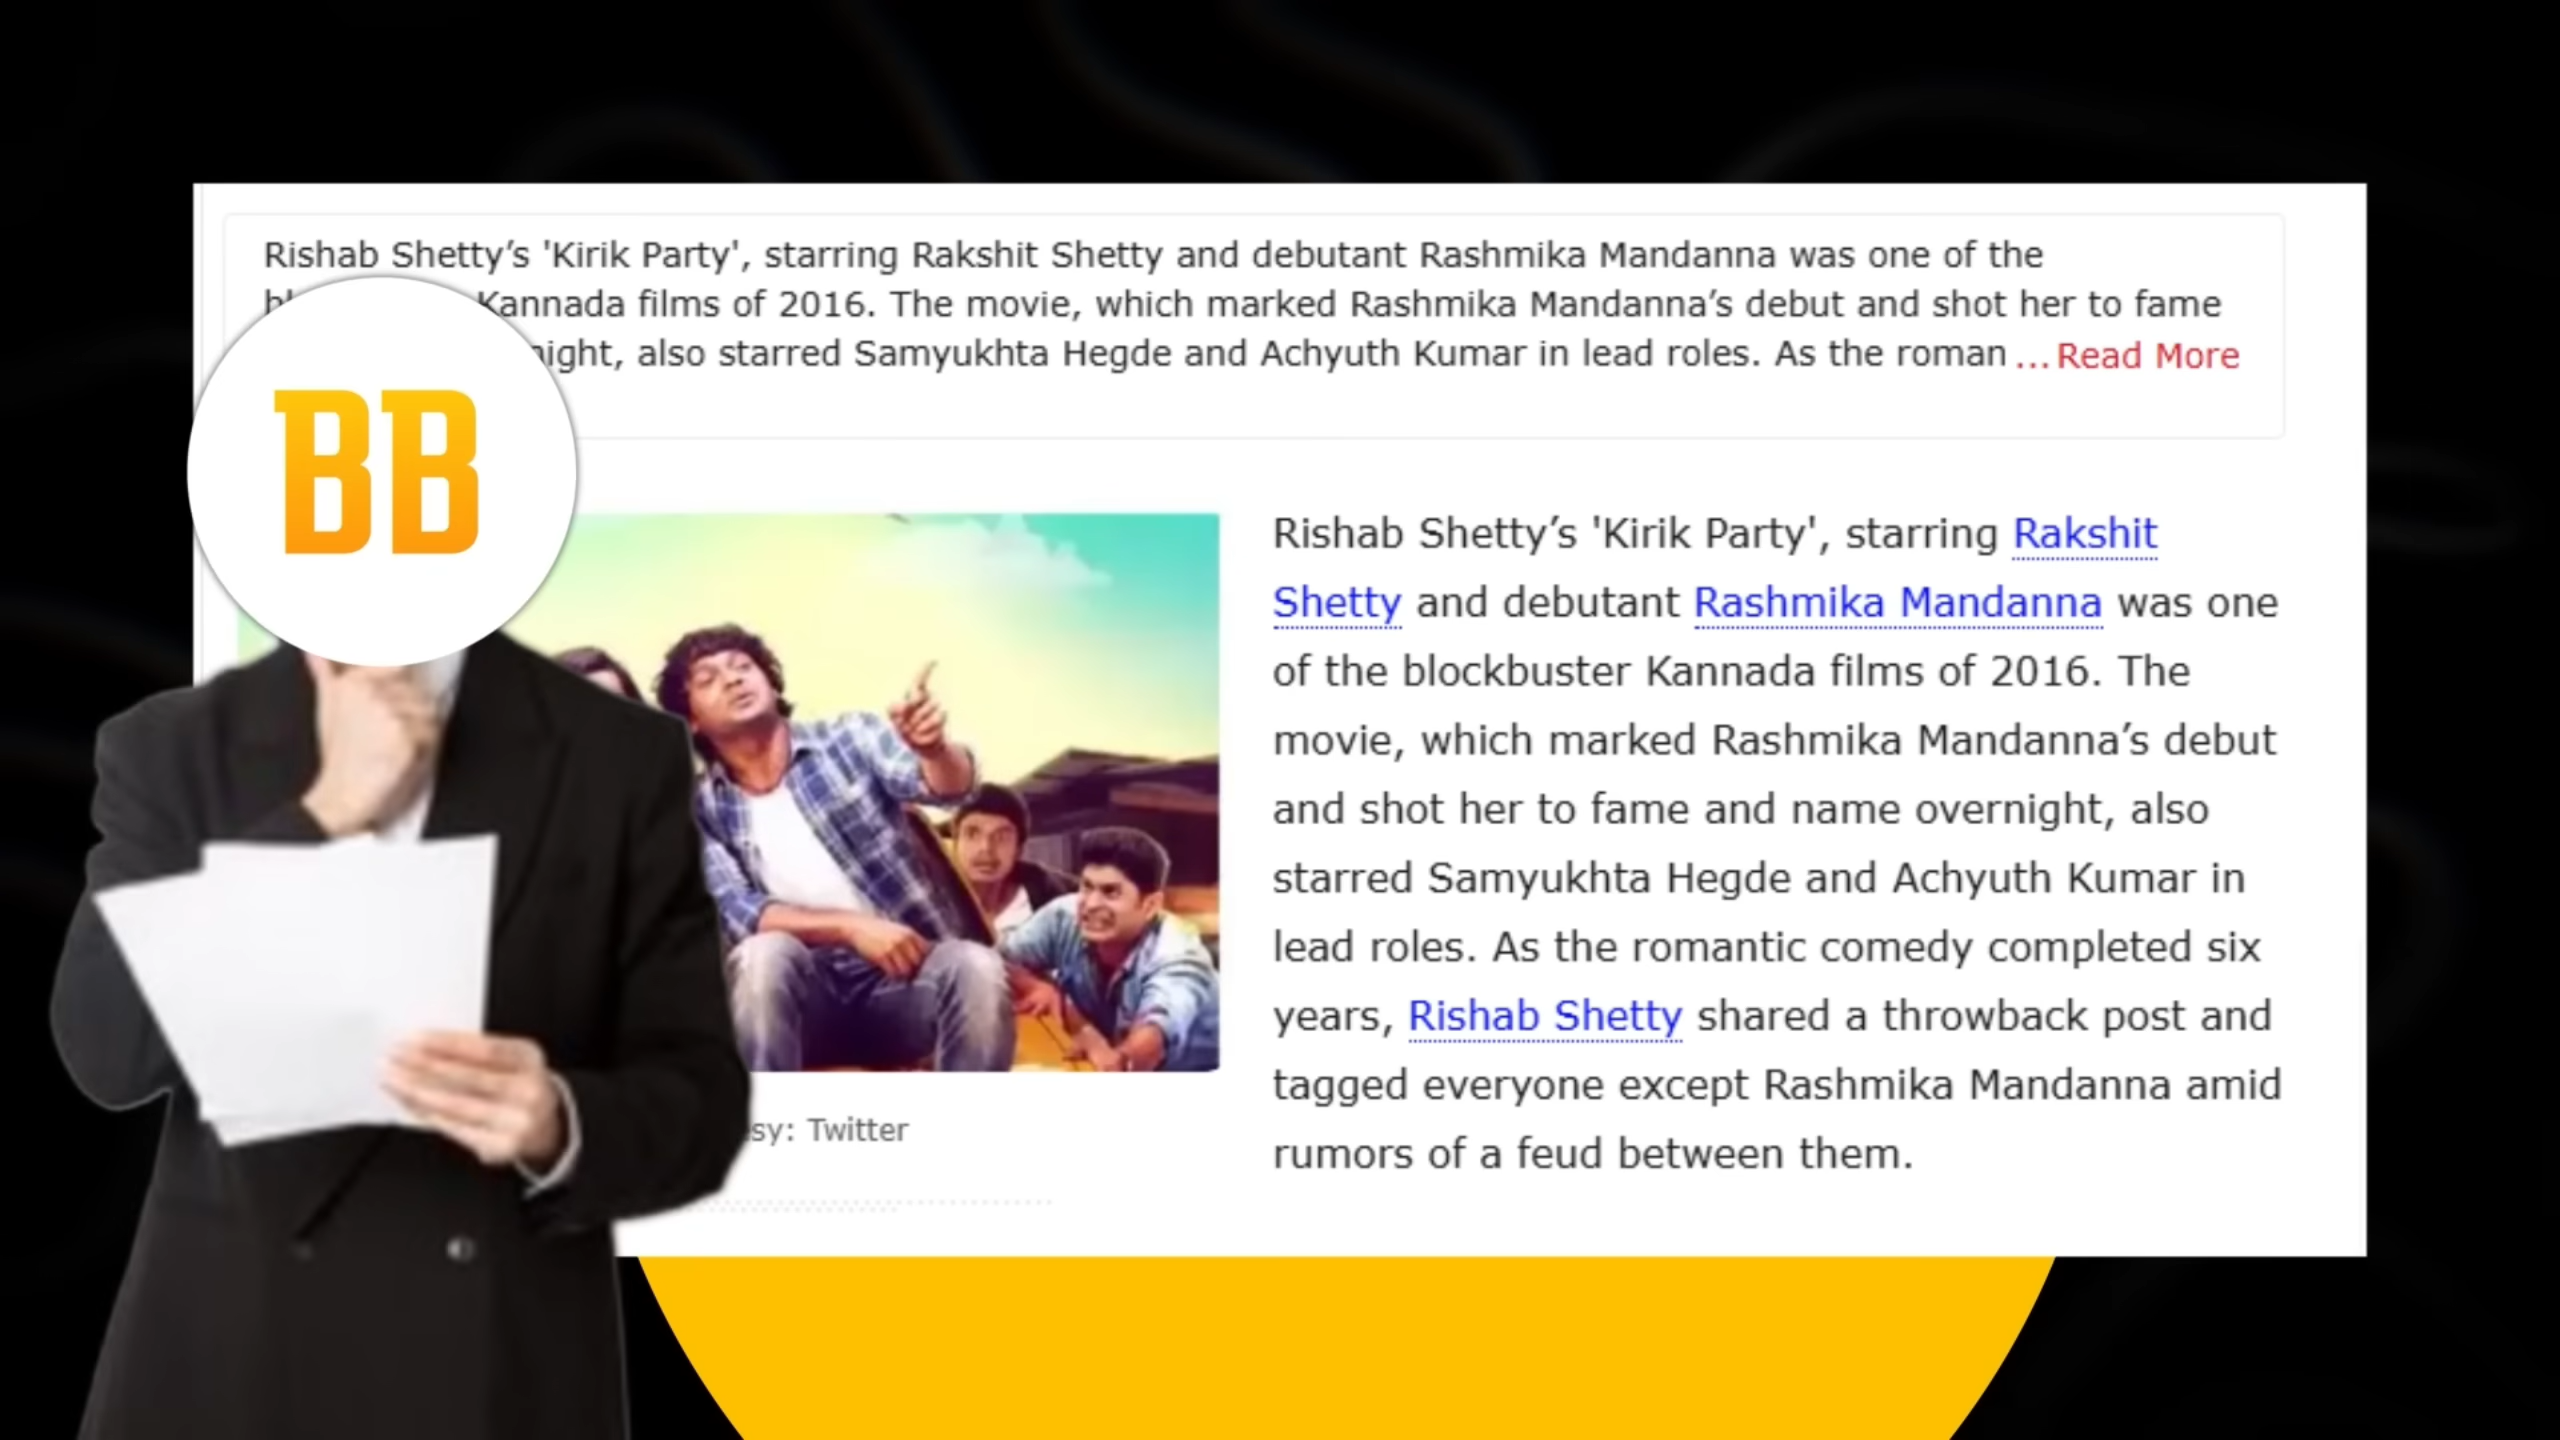 Rishab Shetty’s 'Kirik Party', starring Rakshit Shetty and debutant Rashmika Mandanna was one of the
Kannada films of 2016. The movie, which marked Rashmika Mandanna’s debut and shot her to fame
also starred Samyukhta Hegde and Achyuth Kumar in lead roles. As the roman ... Read More
BB
Rishab Shetty’s 'Kirik Party', starring Rakshit
Shetty and debutant Rashmika Mandanna was one
of the blockbuster Kannada films of 2016. The
movie, which marked Rashmika Mandanna’s debut
and shot her to fame and name overnight, also
starred Samyukhta Hegde and Achyuth Kumar in
lead roles. As the romantic comedy completed six
years, Rishab Shetty shared a throwback post and
tagged everyone except Rashmika Mandanna amid
rumors of a feud between them.
Twitter